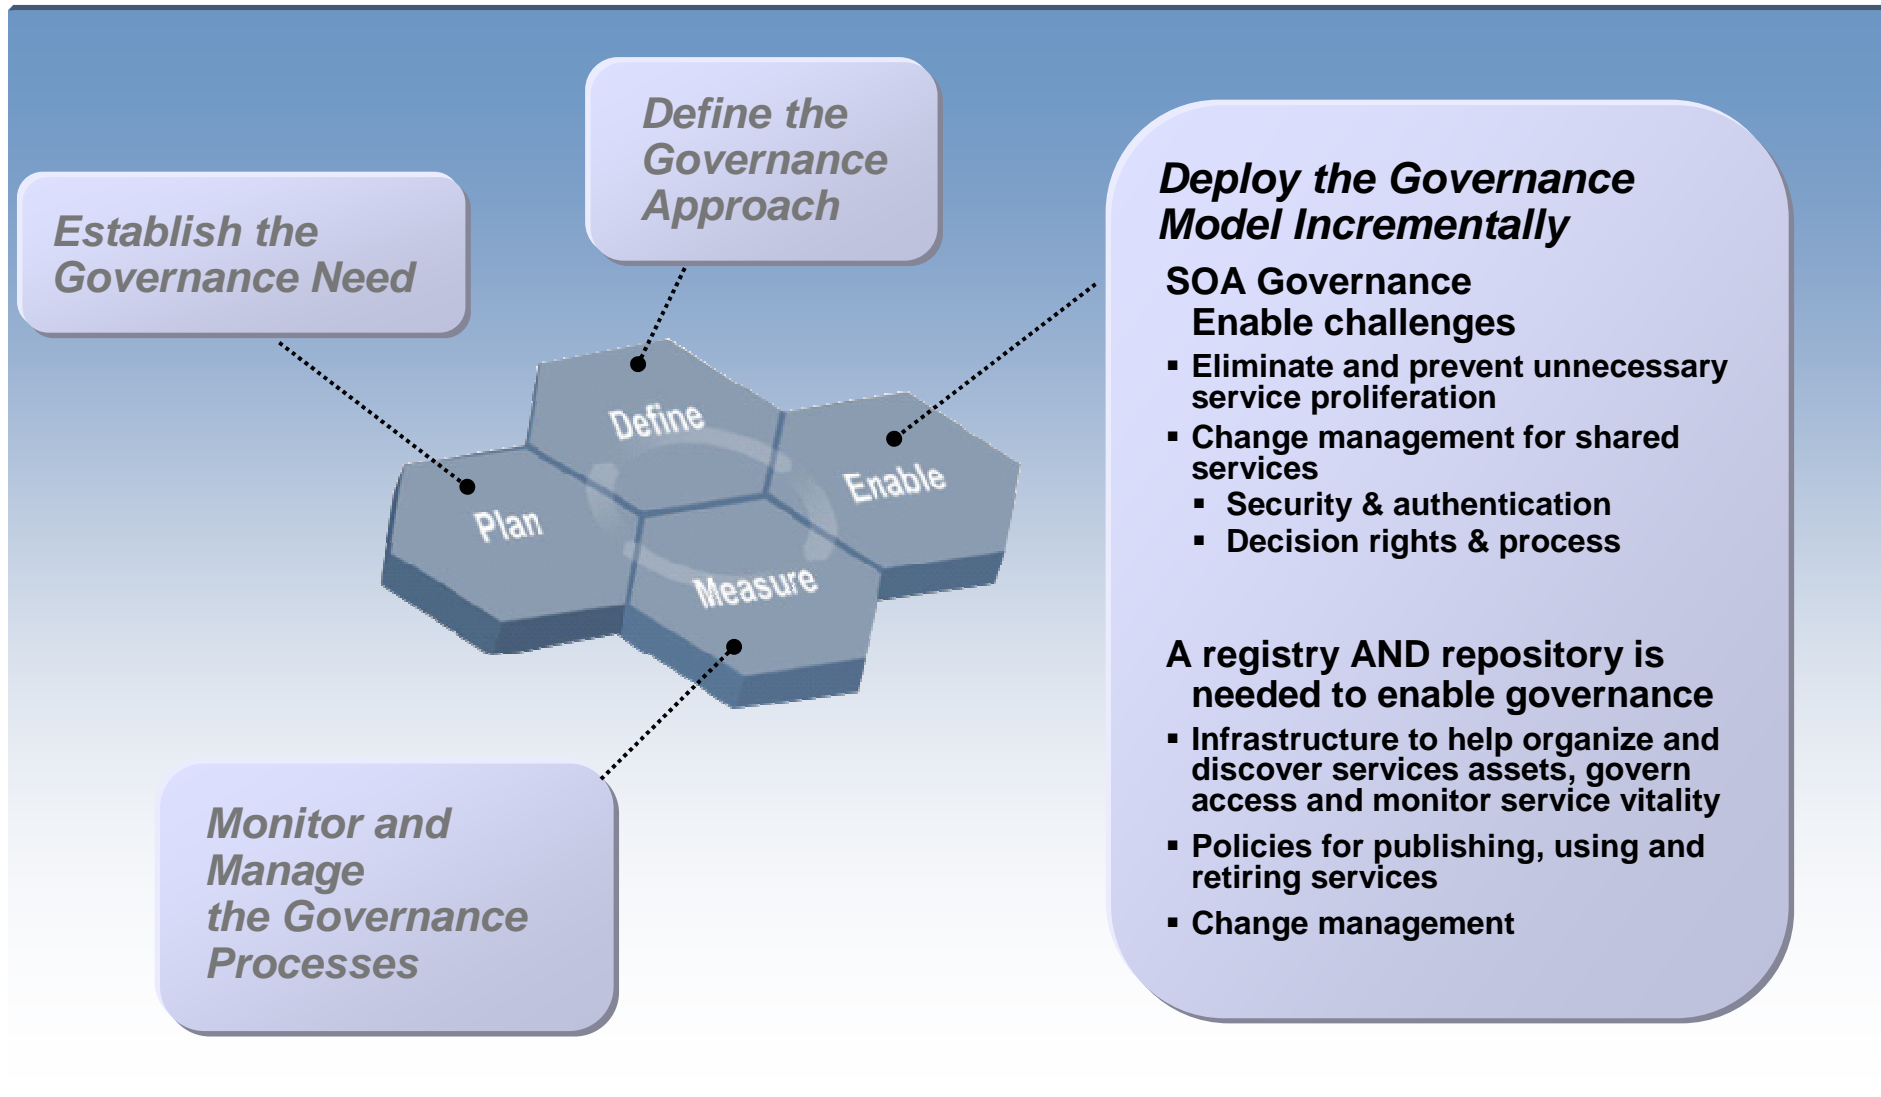 Define the
Governance
Approach
Establish the
Governance Need
Define
Enable
Plan
Measure
Monitor and
Manage
the Governance
Processes
Deploy the Governance
Model Incrementally
SOA Governance
Enable challenges
▪ Eliminate and prevent unnecessary
service proliferation
▪ Change management for shared
services
▪ Security & authentication
▪ Decision rights & process
A registry AND repository is
needed to enable governance
▪ Infrastructure to help organize and
discover services assets, govern
access and monitor service vitality
▪ Policies for publishing, using and
retiring services
▪ Change management